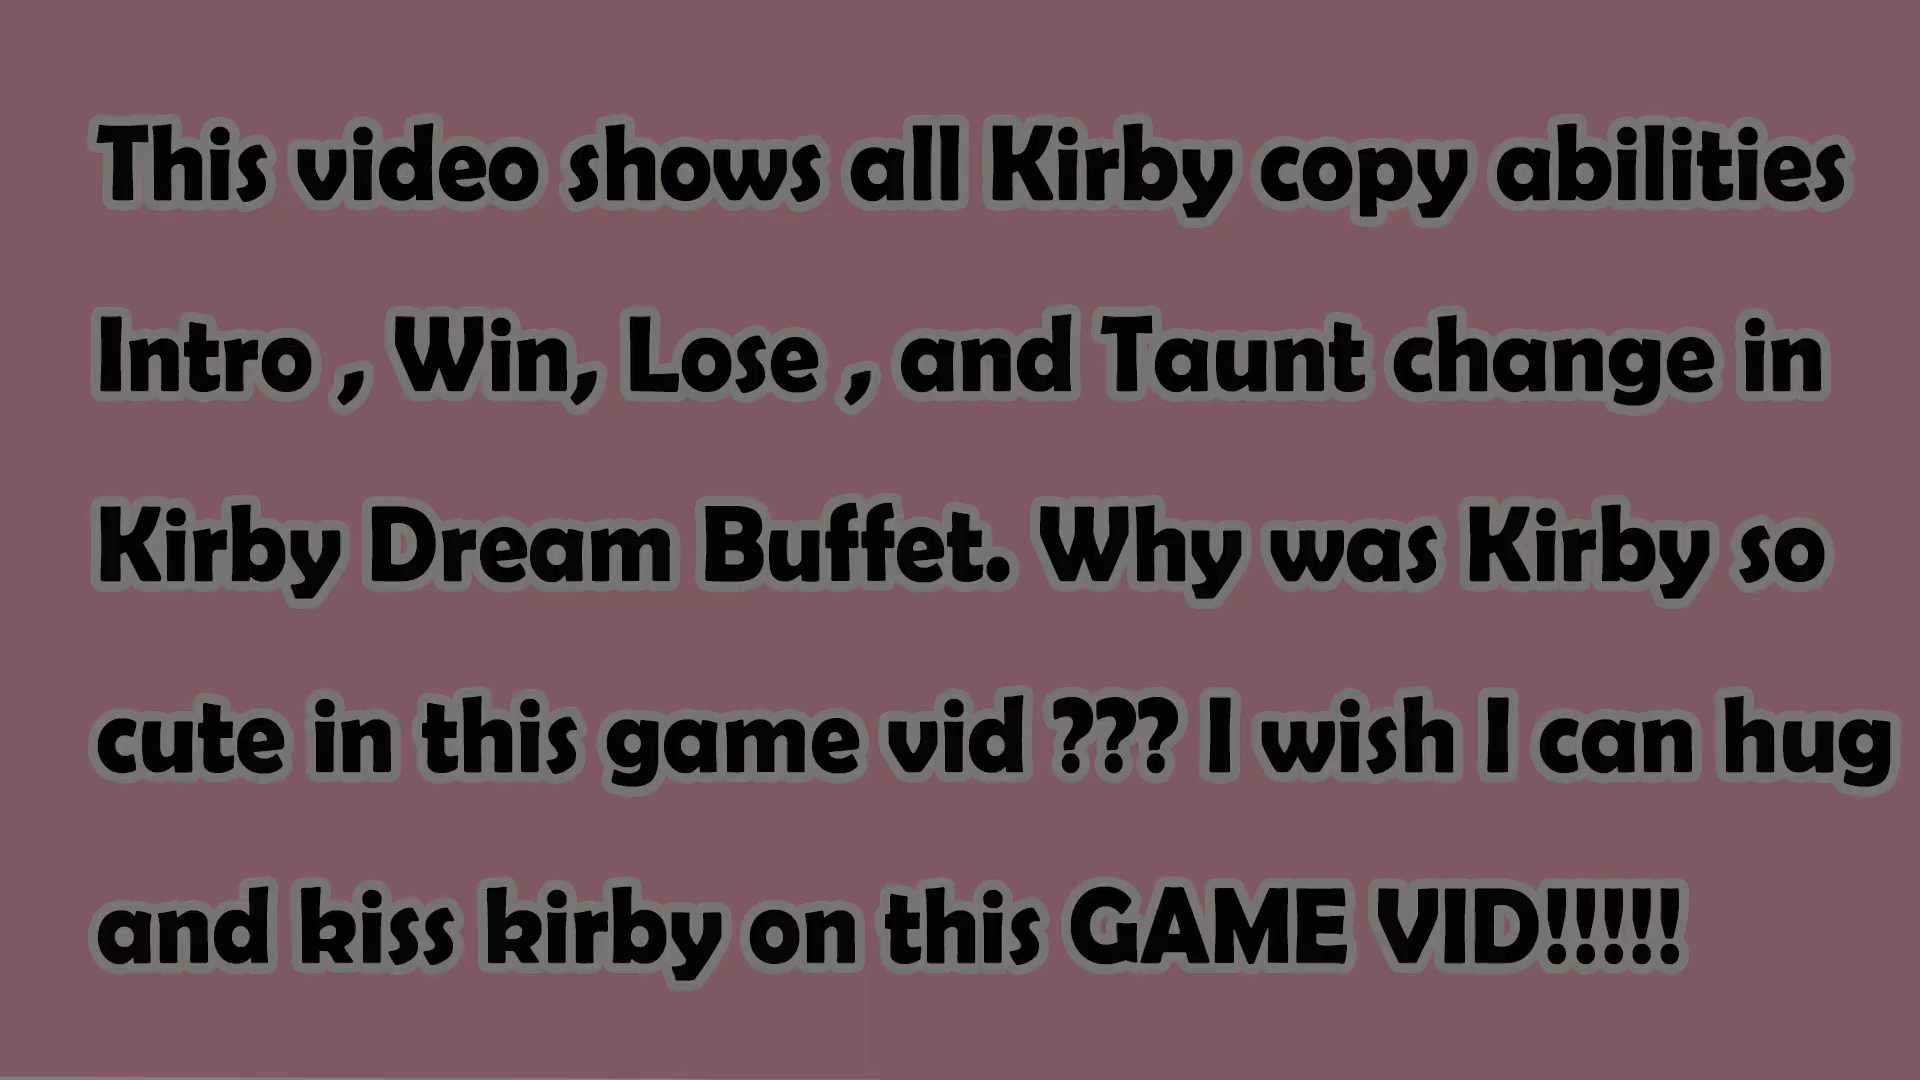 This video shows all Kirby copy abilities
Intro , Win, Lose , and Taunt change in
Kirby Dream Buffet. Why was Kirby so
cute in this game vid ??? I wish I can hug
and kiss kirby on this GAME VID!!!!!